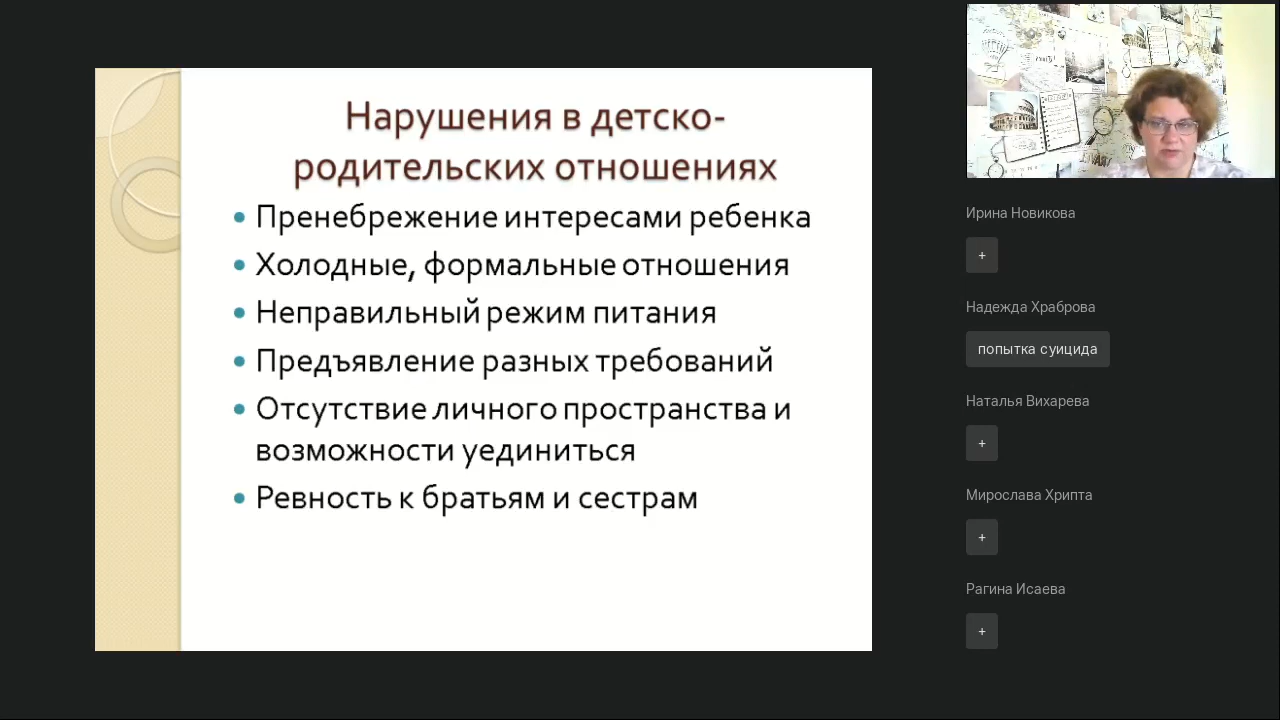 Нарушения в детско-
родительских отношениях
• Пренебрежение интересами ребенка
• Холодные, формальные отношения
• Неправильный режим питания
• Предъявление разных требований
• Отсутствие личного пространства и
возможности уединиться
• Ревность к братьям и сестрам
Ирина Новикова
+
Надежда Храброва
попытка суицида
Наталья Вихарева
+
Мирослава Хрипта
+
Рагина Исаева
+